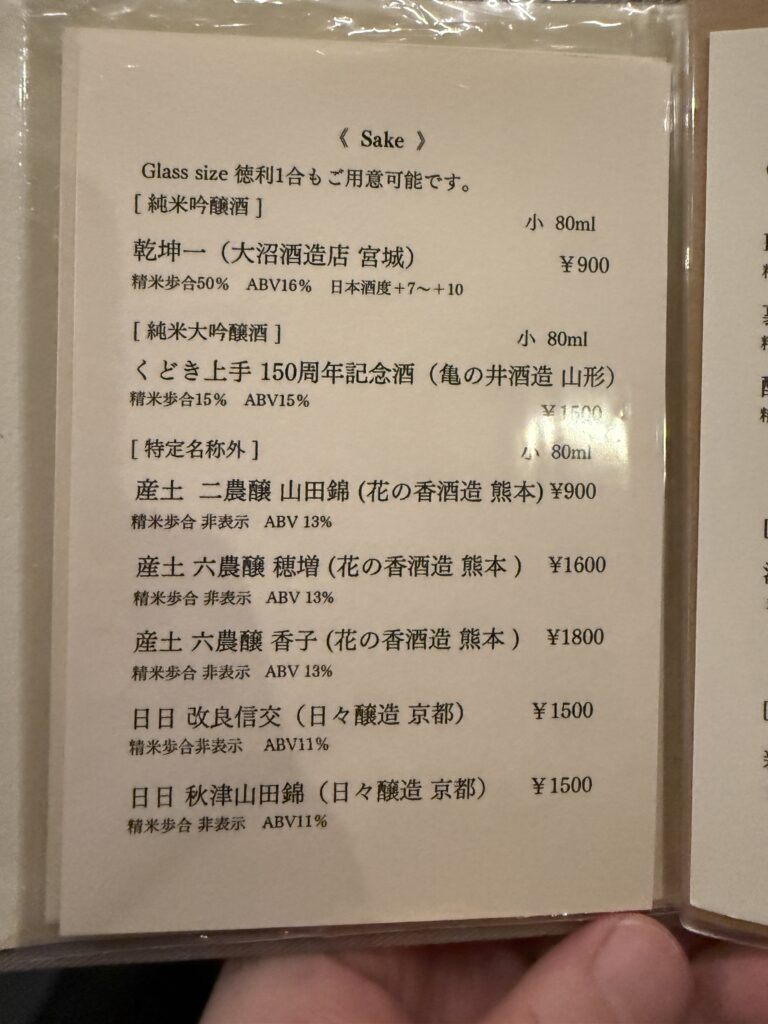 《 Sake 》
Glass size 徳利1合もご用意可能です。
[ 純米吟醸酒 ]
小 80ml
乾坤一（大沼酒造店 宮城） ￥900
精米歩合50% ABV16% 日本酒度＋7〜＋10
[ 純米大吟醸酒 ] 小 80ml
くどき上手 150周年記念酒（亀の井酒造 山形）
精米歩合15% ABV15%
￥1500
[ 特定名称外 ] 小 80ml
産土 二農醸 山田錦 (花の香酒造 熊本) ¥900
精米歩合 非表示 ABV 13%
産土 六農醸 穂増 (花の香酒造 熊本 ) ¥1600
精米歩合 非表示 ABV 13%
産土 六農醸 香子 (花の香酒造 熊本 ) ¥1800
精米歩合 非表示 ABV 13%
日日 改良信交（日々醸造 京都） ￥1500
精米歩合非表示 ABV11%
日日 秋津山田錦（日々醸造 京都） ￥1500
精米歩合 非表示 ABV11%